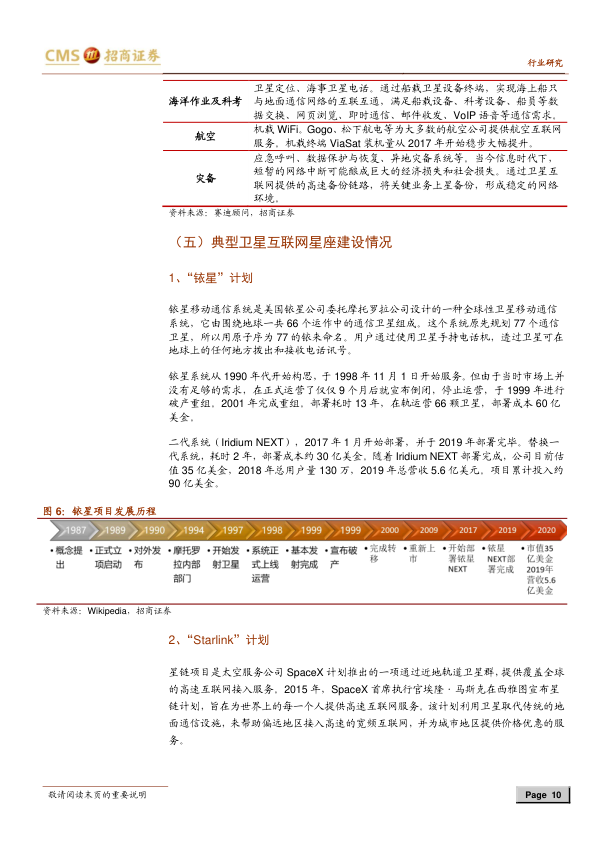 CMS 招商证券
行业研究
海洋作业及科考
卫星定位、海事卫星电话。通过船载卫星设备终端，实现海上船只
与地面通信网络的互联互通，满足船载设备、科考设备、船员等数
据交换、网页浏览、即时通信、邮件收发、VoIP 语音等通信需求。
航空
机载 WiFi。Gogo、松下航电等为大多数的航空公司提供航空互联网
服务。机载终端 ViaSat 装机量从 2017 年开始稳步大幅提升。
灾备
应急呼叫、数据保护与恢复、异地灾备系统等。当今信息时代下，
短暂的网络中断可能酿成巨大的经济损失和社会损失。通过卫星互
联网提供的高速备份链路，将关键业务上星备份，形成稳定的网络
环境。
资料来源：赛迪顾问，招商证券
（五）典型卫星互联网星座建设情况
1、“铱星”计划
铱星移动通信系统是美国铱星公司委托摩托罗拉公司设计的一种全球性卫星移动通信
系统，它由围绕地球一共 66 个运作中的通信卫星组成。这个系统原先规划 77 个通信
卫星，所以用原子序为 77 的铱来命名。用户通过使用卫星手持电话机，透过卫星可在
地球上的任何地方拨出和接收电话讯号。
铱星系统从 1990 年代开始构思，于 1998 年 11 月 1 日开始服务。但由于当时市场上并
没有足够的需求，在正式运营了仅仅 9 个月后就宣布倒闭，停止运营，于 1999 年进行
破产重组。2001 年完成重组。部署耗时 13 年，在轨运营 66 颗卫星，部署成本 60 亿
美金。
二代系统（Iridium NEXT），2017 年 1 月开始部署，并于 2019 年部署完毕。替换一
代系统，耗时 2 年，部署成本约 30 亿美金。随着 Iridium NEXT 部署完成，公司目前估
值 35 亿美金，2018 年总用户量 130 万，2019 年总营收 5.6 亿美元。项目累计投入约
90 亿美金。
图 6：铱星项目发展历程
1987 1989 1990 1994 1997 1998 1999 1999 2000 2009 2017 2019 2020
• 概念提出
• 正式立项启动
• 对外发布
• 摩托罗拉内部部门
• 开始发射卫星
• 系统正式上线运营
• 基本发射完成
• 宣布破产
• 完成转移
• 重新上市
• 开始部署铱星NEXT
• 铱星NEXT部署完成
• 市值35亿美金2019年营收5.6亿美金
资料来源：Wikipedia，招商证券
2、“Starlink”计划
星链项目是太空服务公司 SpaceX 计划推出的一项通过近地轨道卫星群，提供覆盖全球
的高速互联网接入服务。2015 年，SpaceX 首席执行官埃隆·马斯克在西雅图宣布星
链计划，旨在为世界上的每一个人提供高速互联网服务。该计划利用卫星取代传统的地
面通信设施，来帮助偏远地区接入高速的宽频互联网，并为城市地区提供价格优惠的服
务。
敬请阅读末页的重要说明
Page 10